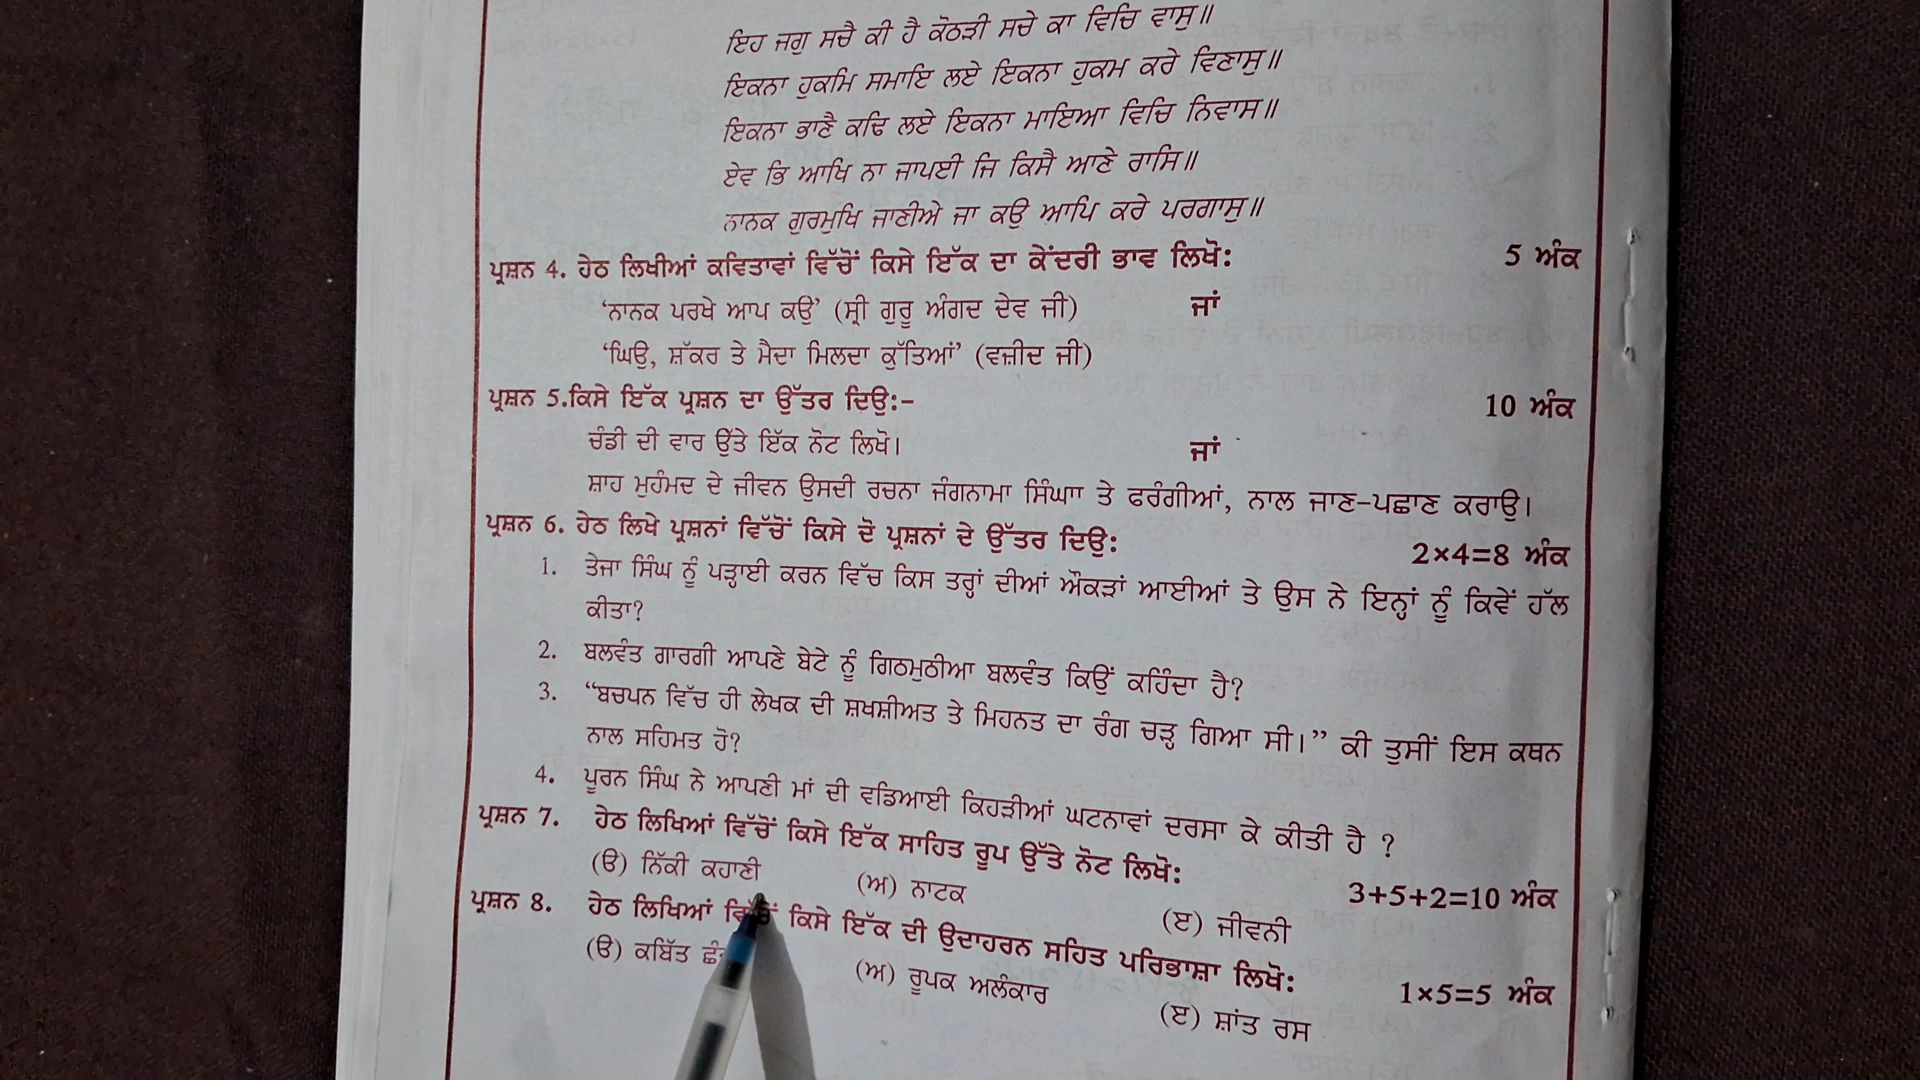 ਇਹ ਜਗੁ ਸਚੈ ਕੀ ਹੈ ਕੋਠੜੀ ਸਚੇ ਕਾ ਵਿਚਿ ਵਾਸੁ॥
ਇਕਨਾ ਹੁਕਮਿ ਸਮਾਇ ਲਏ ਇਕਨਾ ਹੁਕਮ ਕਰੇ ਵਿਣਾਸੁ॥
ਇਕਨਾ ਭਾਣੈ ਕਢਿ ਲਏ ਇਕਨਾ ਮਾਇਆ ਵਿਚਿ ਨਿਵਾਸ॥
ਏਵ ਭਿ ਆਖਿ ਨਾ ਜਾਪਈ ਜਿ ਕਿਸੈ ਆਣੇ ਰਾਸਿ॥
ਨਾਨਕ ਗੁਰਮੁਖਿ ਜਾਣੀਐ ਜਾ ਕਉ ਆਪਿ ਕਰੇ ਪਰਗਾਸੁ॥
ਪ੍ਰਸ਼ਨ 4. ਹੇਠ ਲਿਖੀਆਂ ਕਵਿਤਾਵਾਂ ਵਿੱਚੋਂ ਕਿਸੇ ਇੱਕ ਦਾ ਕੇਂਦਰੀ ਭਾਵ ਲਿਖੋ: 5 ਅੰਕ
‘ਨਾਨਕ ਪਰਖੇ ਆਪ ਕਉ’ (ਸ੍ਰੀ ਗੁਰੂ ਅੰਗਦ ਦੇਵ ਜੀ) ਜਾਂ
‘ਘਿਉ, ਸ਼ੱਕਰ ਤੇ ਮੈਦਾ ਮਿਲਦਾ ਕੁੱਤਿਆਂ’ (ਵਜ਼ੀਦ ਜੀ)
ਪ੍ਰਸ਼ਨ 5.ਕਿਸੇ ਇੱਕ ਪ੍ਰਸ਼ਨ ਦਾ ਉੱਤਰ ਦਿਉ:- 10 ਅੰਕ
ਚੰਡੀ ਦੀ ਵਾਰ ਉੱਤੇ ਇੱਕ ਨੋਟ ਲਿਖੋ। ਜਾਂ
ਸ਼ਾਹ ਮੁਹੰਮਦ ਦੇ ਜੀਵਨ ਉਸਦੀ ਰਚਨਾ ਜੰਗਨਾਮਾ ਸਿੰਘਾ ਤੇ ਫਰੰਗੀਆਂ, ਨਾਲ ਜਾਣ-ਪਛਾਣ ਕਰਾਉ।
ਪ੍ਰਸ਼ਨ 6. ਹੇਠ ਲਿਖੇ ਪ੍ਰਸ਼ਨਾਂ ਵਿੱਚੋਂ ਕਿਸੇ ਦੋ ਪ੍ਰਸ਼ਨਾਂ ਦੇ ਉੱਤਰ ਦਿਉ: 2×4=8 ਅੰਕ
1. ਤੇਜਾ ਸਿੰਘ ਨੂੰ ਪੜ੍ਹਾਈ ਕਰਨ ਵਿੱਚ ਕਿਸ ਤਰ੍ਹਾਂ ਦੀਆਂ ਔਕੜਾਂ ਆਈਆਂ ਤੇ ਉਸ ਨੇ ਇਨ੍ਹਾਂ ਨੂੰ ਕਿਵੇਂ ਹੱਲ
ਕੀਤਾ?
2. ਬਲਵੰਤ ਗਾਰਗੀ ਆਪਣੇ ਬੇਟੇ ਨੂੰ ਗਿਠਮੁਠੀਆ ਬਲਵੰਤ ਕਿਉਂ ਕਹਿੰਦਾ ਹੈ?
3. “ਬਚਪਨ ਵਿੱਚ ਹੀ ਲੇਖਕ ਦੀ ਸ਼ਖਸ਼ੀਅਤ ਤੇ ਮਿਹਨਤ ਦਾ ਰੰਗ ਚੜ੍ਹ ਗਿਆ ਸੀ।” ਕੀ ਤੁਸੀਂ ਇਸ ਕਥਨ
ਨਾਲ ਸਹਿਮਤ ਹੋ?
4. ਪੂਰਨ ਸਿੰਘ ਨੇ ਆਪਣੀ ਮਾਂ ਦੀ ਵਡਿਆਈ ਕਿਹੜੀਆਂ ਘਟਨਾਵਾਂ ਦਰਸਾ ਕੇ ਕੀਤੀ ਹੈ ?
ਪ੍ਰਸ਼ਨ 7. ਹੇਠ ਲਿਖਿਆਂ ਵਿੱਚੋਂ ਕਿਸੇ ਇੱਕ ਸਾਹਿਤ ਰੂਪ ਉੱਤੇ ਨੋਟ ਲਿਖੋ: 3+5+2=10 ਅੰਕ
(ੳ) ਨਿੱਕੀ ਕਹਾਣੀ (ਅ) ਨਾਟਕ (ੲ) ਜੀਵਨੀ
ਪ੍ਰਸ਼ਨ 8. ਹੇਠ ਲਿਖਿਆਂ ਕਿਸੇ ਇੱਕ ਦੀ ਉਦਾਹਰਨ ਸਹਿਤ ਪਰਿਭਾਸ਼ਾ ਲਿਖੋ: 1×5=5 ਅੰਕ
(ੳ) ਕਬਿੱਤ (ਅ) ਰੂਪਕ ਅਲੰਕਾਰ (ੲ) ਸ਼ਾਂਤ ਰਸ